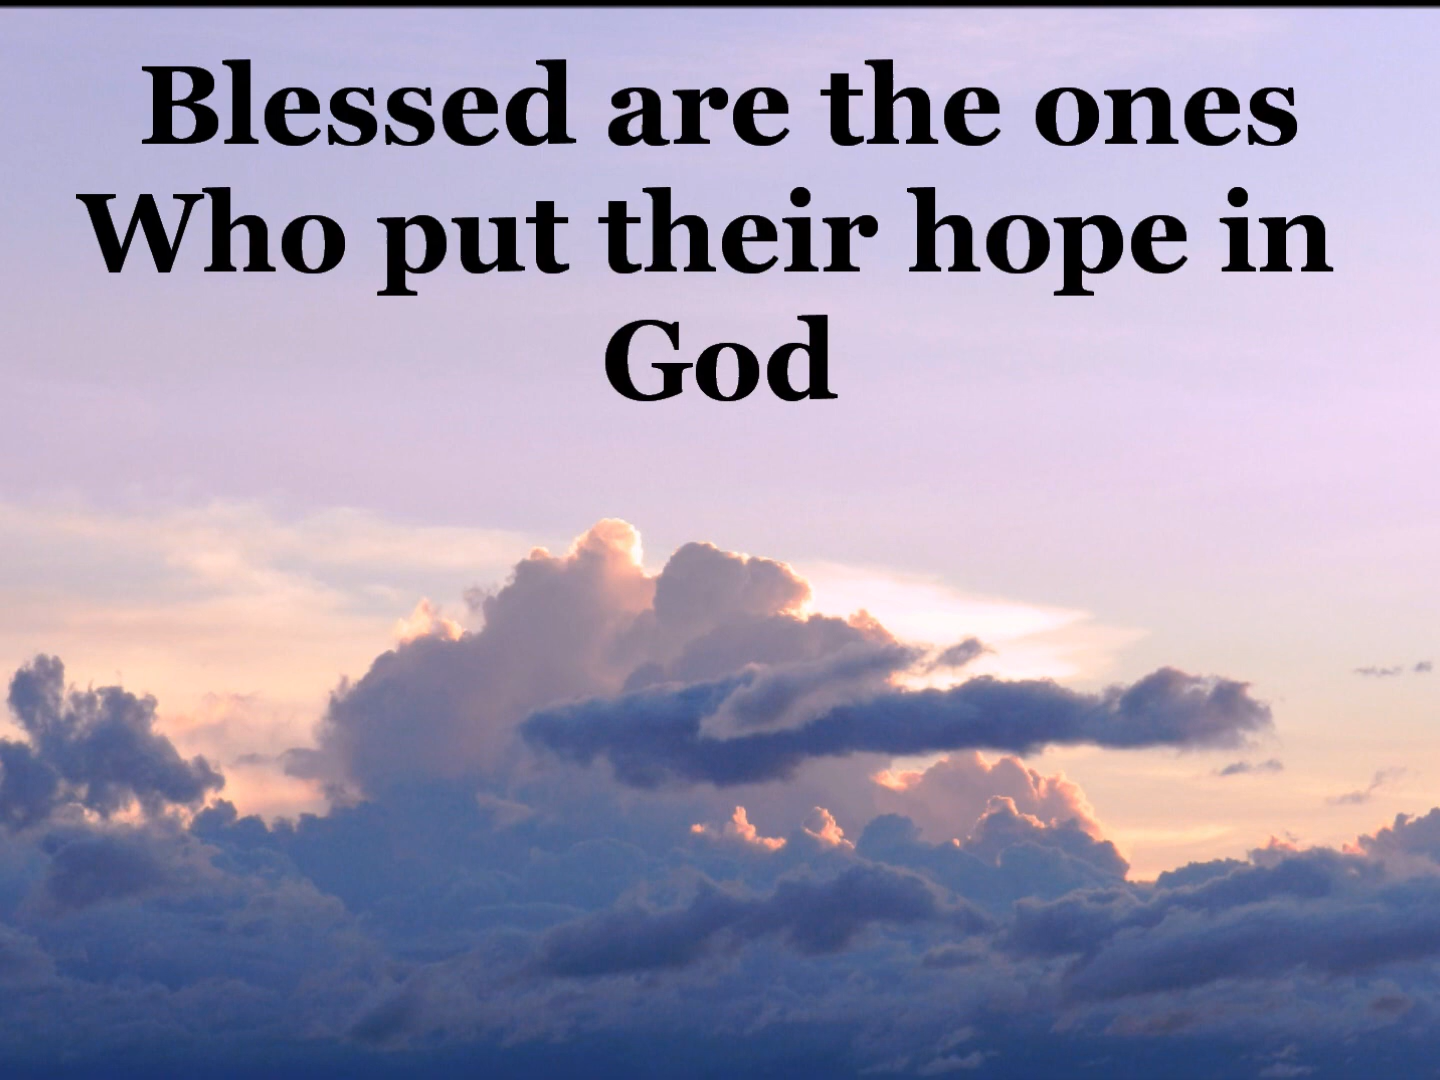 Blessed are the ones
Who put their hope in
God